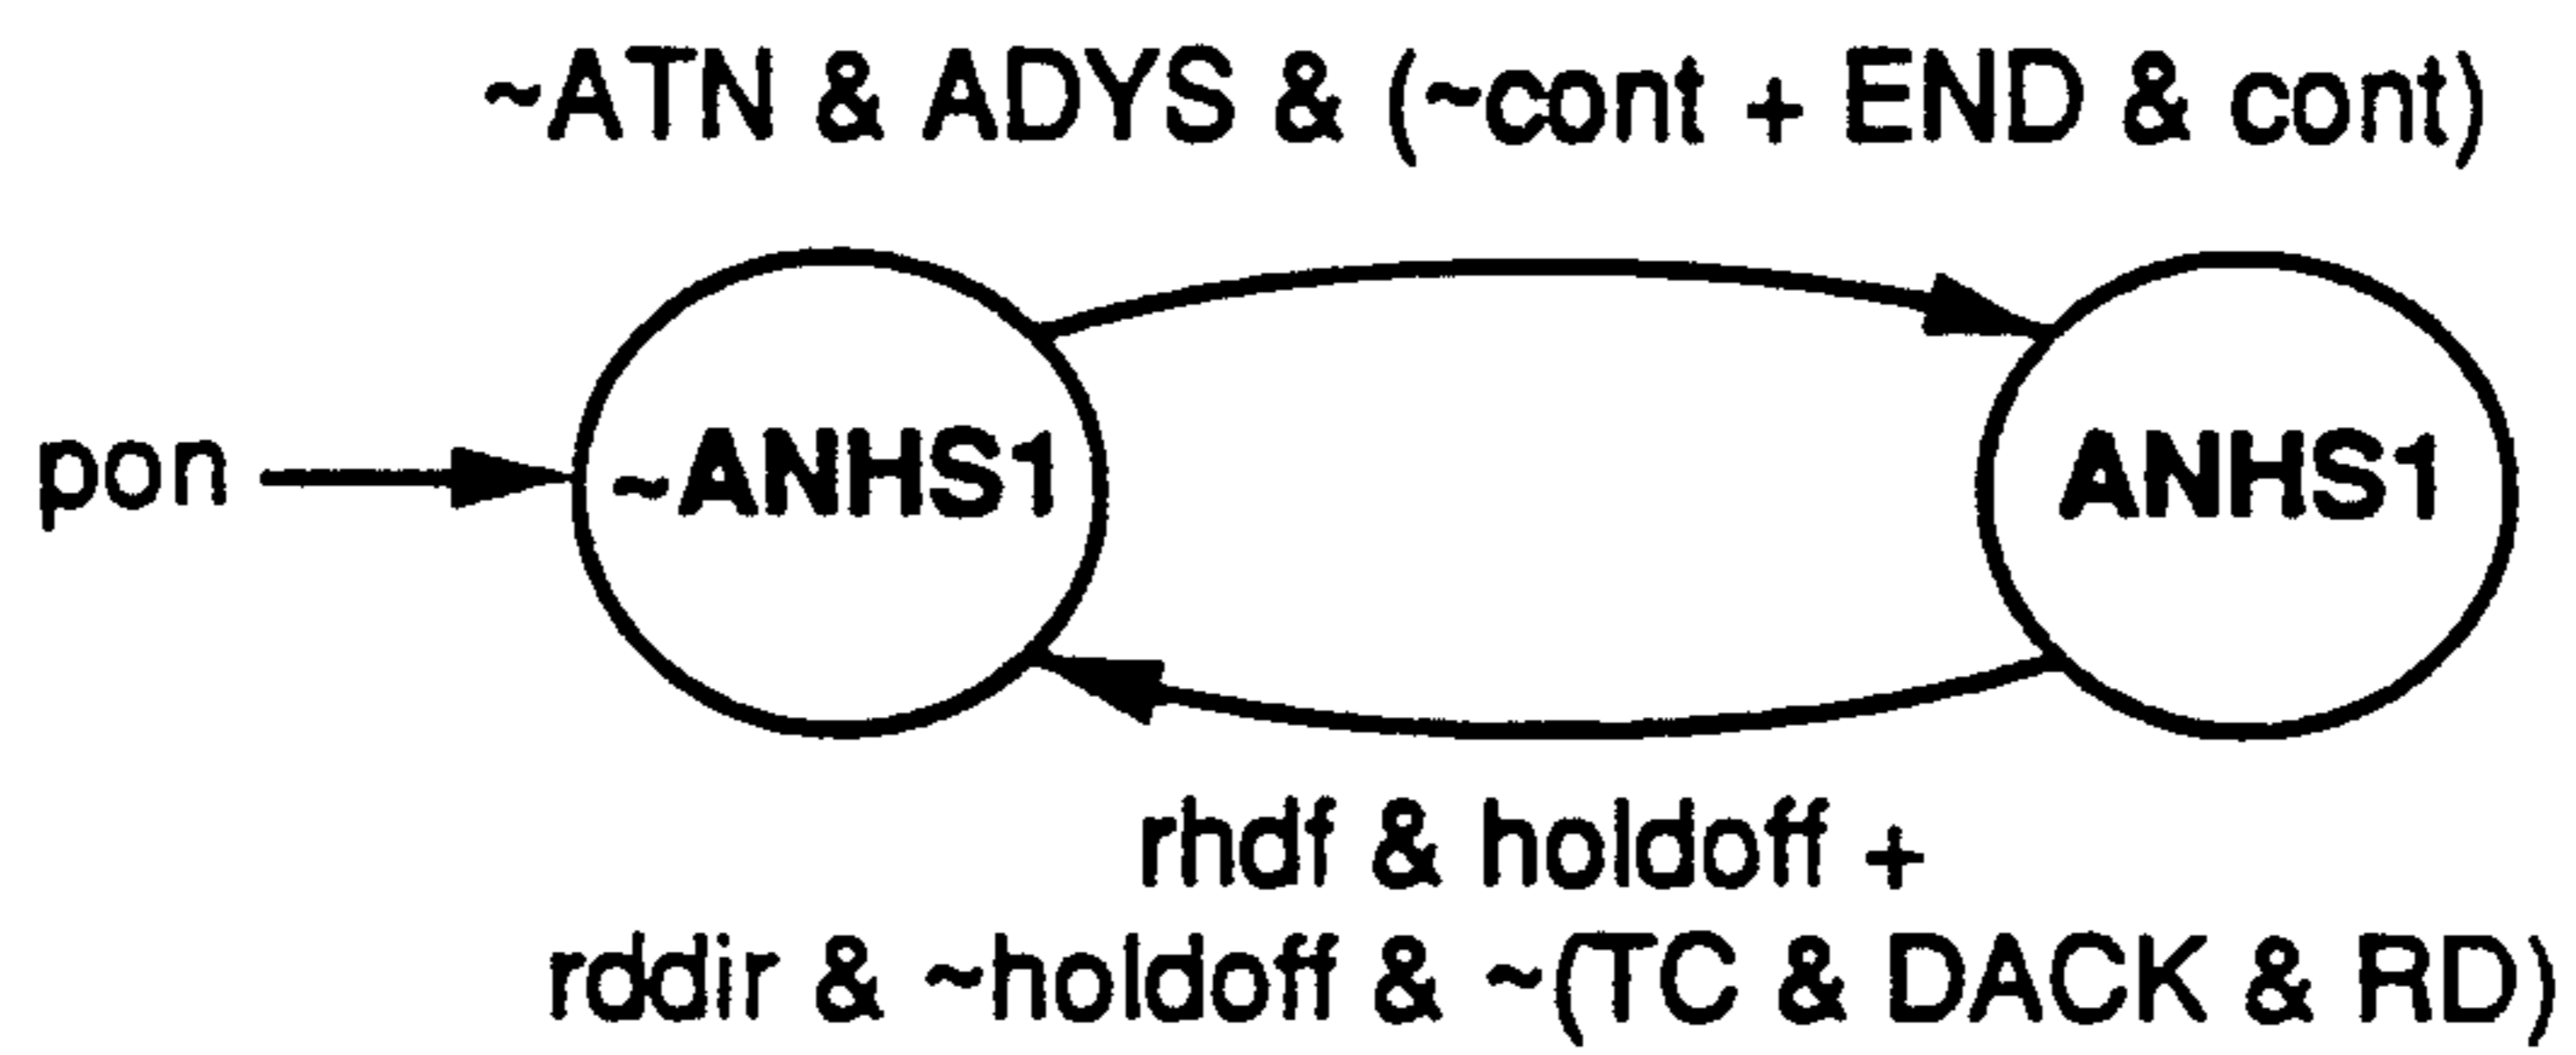 ~ATN & ADYS & (~cont + END & cont)
pon
~ANHS1
ANHS1
rhdf & holdoff +
rddir & ~holdoff & ~(TC & DACK & RD)